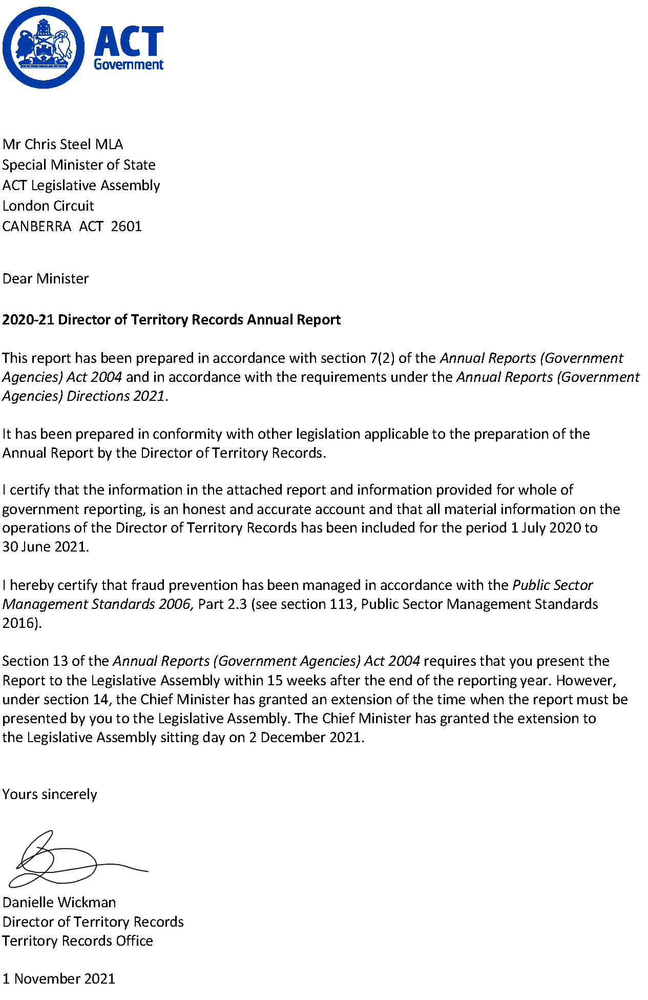 ACT
Government
Mr Chris Steel MLA
Special Minister of State
ACT Legislative Assembly
London Circuit
CANBERRA  ACT  2601
Dear Minister
2020-21 Director of Territory Records Annual Report
This report has been prepared in accordance with section 7(2) of the Annual Reports (Government
Agencies) Act 2004 and in accordance with the requirements under the Annual Reports (Government
Agencies) Directions 2021.
It has been prepared in conformity with other legislation applicable to the preparation of the
Annual Report by the Director of Territory Records.
I certify that the information in the attached report and information provided for whole of
government reporting, is an honest and accurate account and that all material information on the
operations of the Director of Territory Records has been included for the period 1 July 2020 to
30 June 2021.
I hereby certify that fraud prevention has been managed in accordance with the Public Sector
Management Standards 2006, Part 2.3 (see section 113, Public Sector Management Standards
2016).
Section 13 of the Annual Reports (Government Agencies) Act 2004 requires that you present the
Report to the Legislative Assembly within 15 weeks after the end of the reporting year. However,
under section 14, the Chief Minister has granted an extension of the time when the report must be
presented by you to the Legislative Assembly. The Chief Minister has granted the extension to
the Legislative Assembly sitting day on 2 December 2021.
Yours sincerely
Danielle Wickman
Director of Territory Records
Territory Records Office
1 November 2021